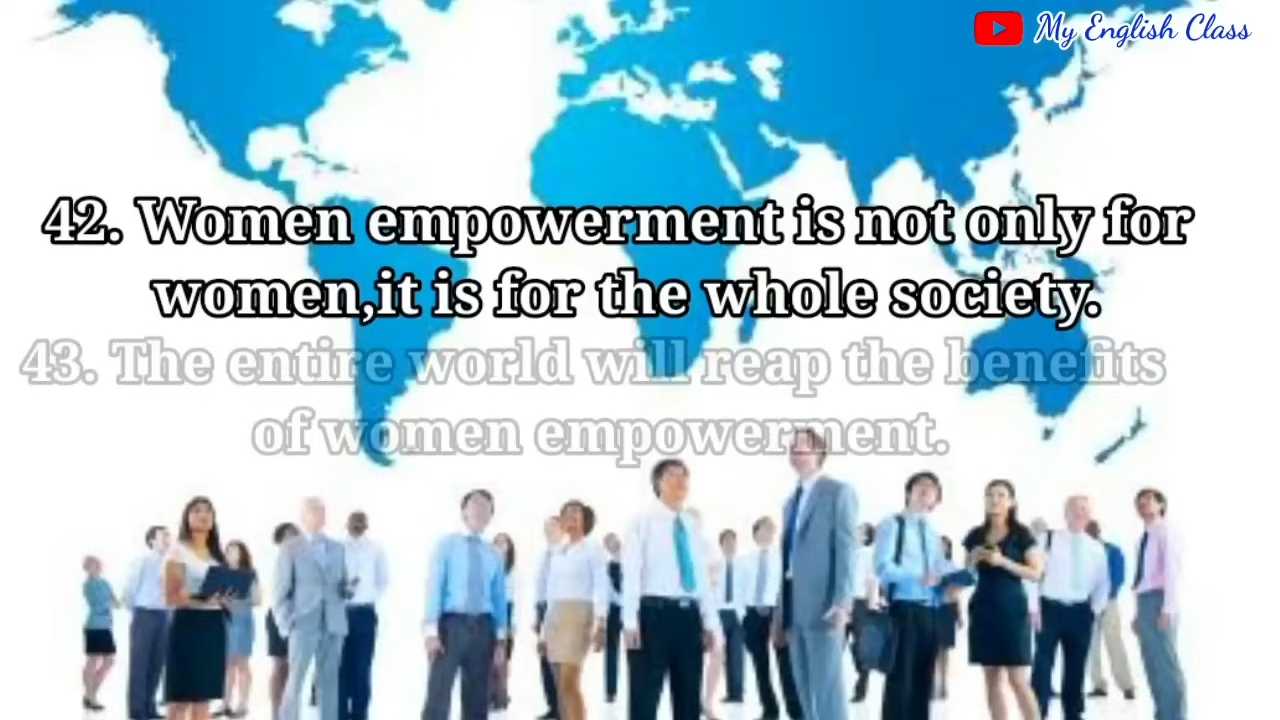 My English Class
42. Women empowerment is not only for
women,it is for the whole society.
43. The entire world will reap the benefits
of women empowerment.